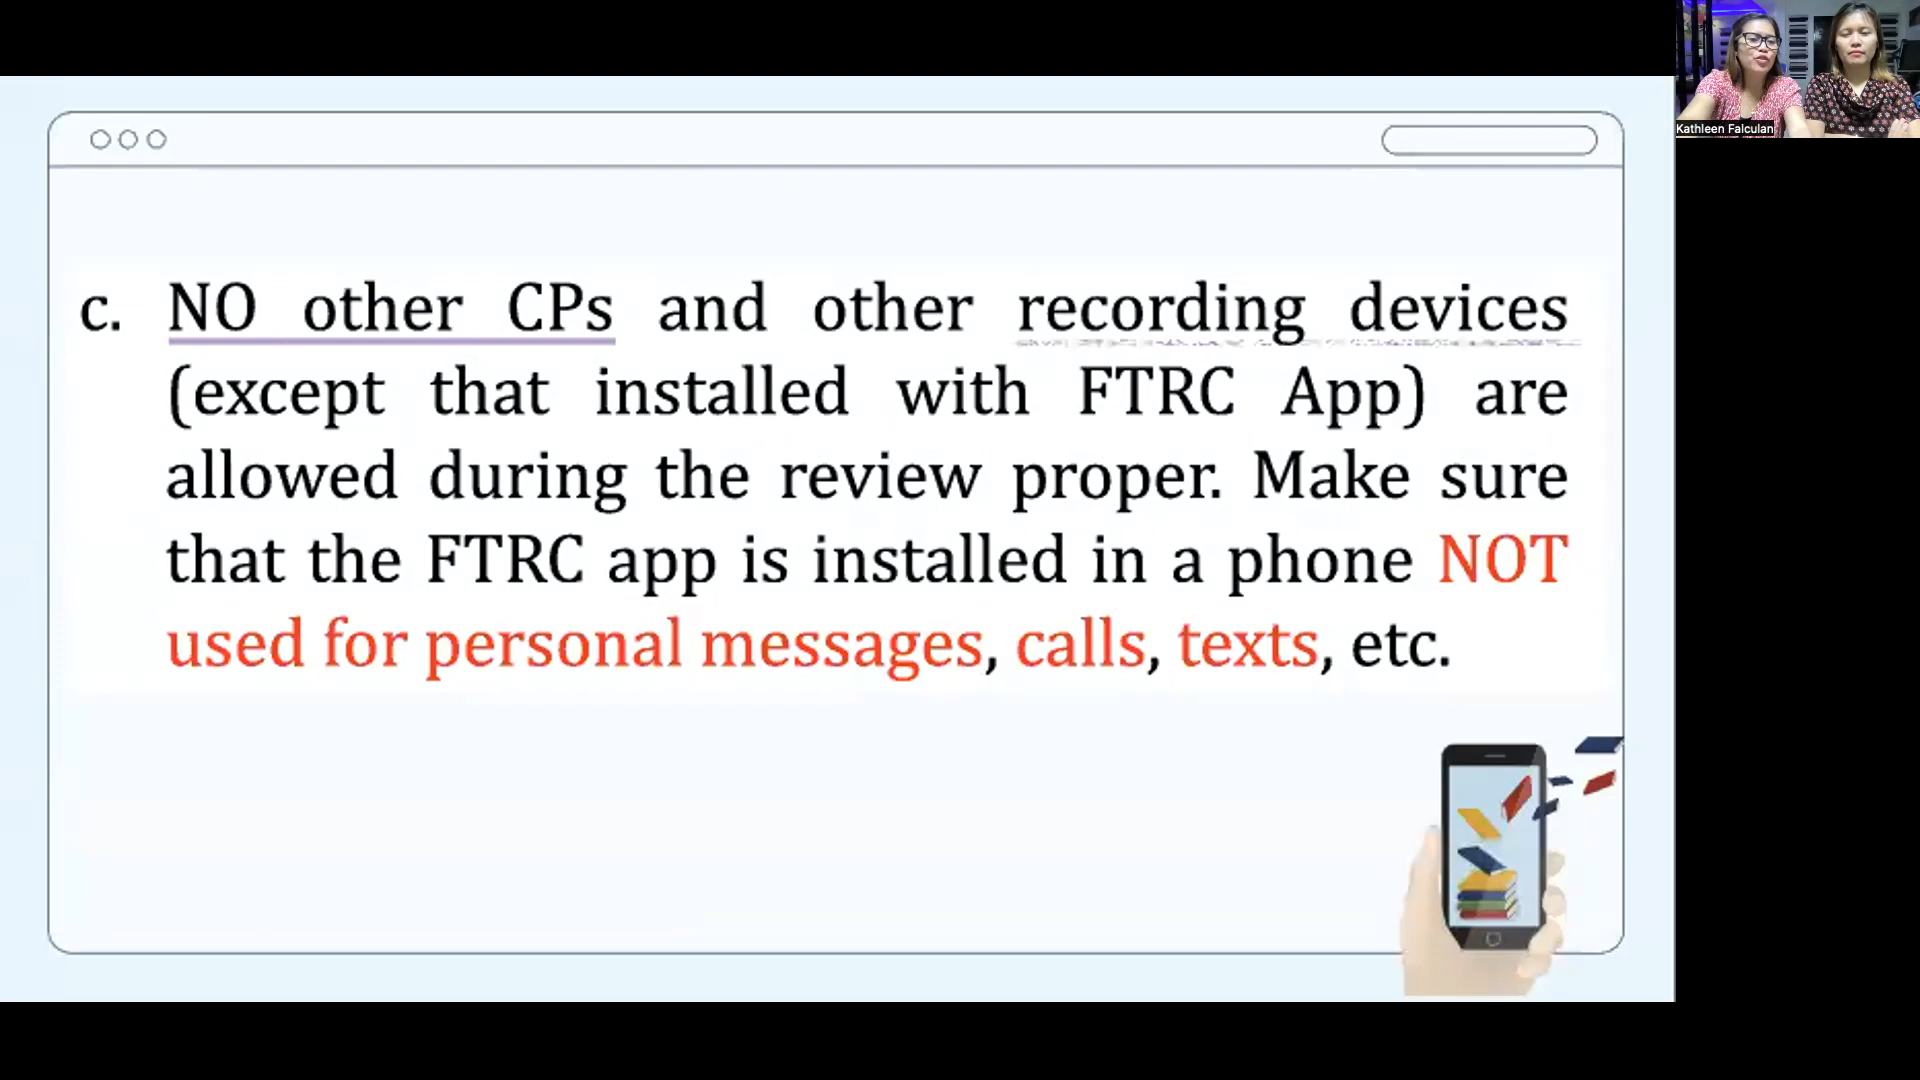 Kathleen Falculan
c. NO other CPs and other recording devices
(except that installed with FTRC App) are
allowed during the review proper. Make sure
that the FTRC app is installed in a phone NOT
used for personal messages, calls, texts, etc.